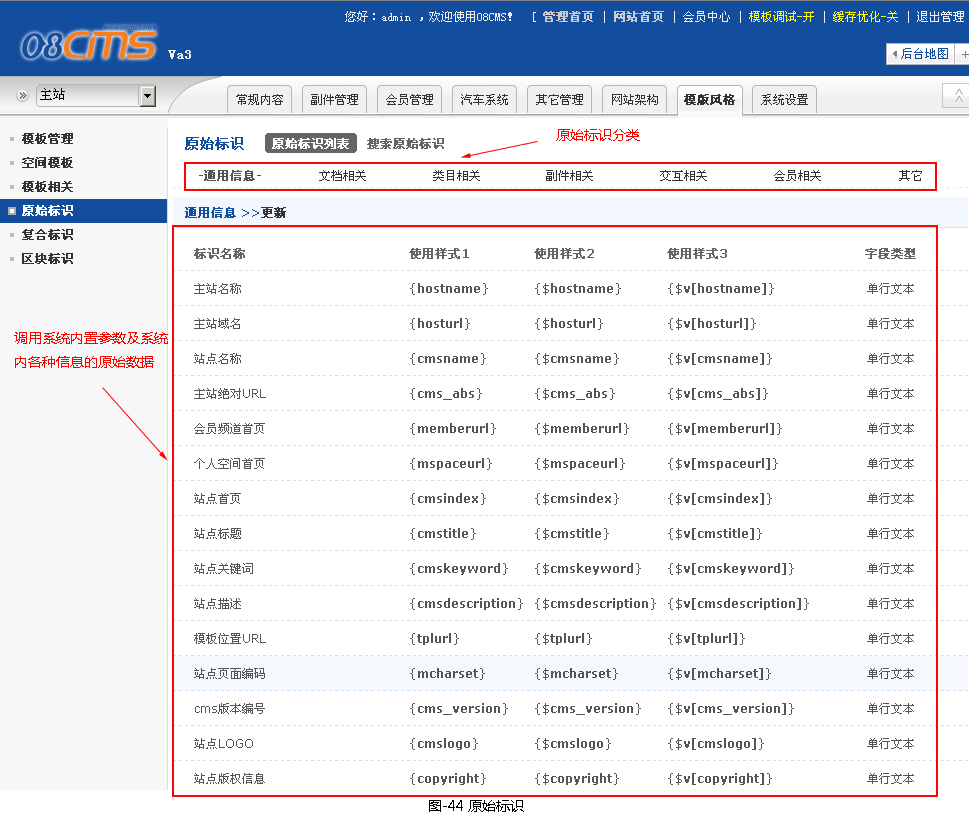 您好：admin ，欢迎使用08CMS！ [ 管理首页 | 网站首页 | 会员中心 | 模板调试-开 | 缓存优化-关 | 退出管理
08CMS Va3
后台地图 +
主站
常规内容 副件管理 会员管理 汽车系统 其它管理 网站架构 模版风格 系统设置
模板管理
空间模板
模板相关
原始标识
复合标识
区块标识
原始标识 原始标识列表 搜索原始标识
原始标识分类
-通用信息- 文档相关 类目相关 副件相关 交互相关 会员相关 其它
通用信息 >>更新
标识名称 使用样式1 使用样式2 使用样式3 字段类型
主站名称 {hostname} {$hostname} {$v[hostname]} 单行文本
主站域名 {hosturl} {$hosturl} {$v[hosturl]} 单行文本
站点名称 {cmsname} {$cmsname} {$v[cmsname]} 单行文本
主站绝对URL {cms_abs} {$cms_abs} {$v[cms_abs]} 单行文本
会员频道首页 {memberurl} {$memberurl} {$v[memberurl]} 单行文本
个人空间首页 {mspaceurl} {$mspaceurl} {$v[mspaceurl]} 单行文本
站点首页 {cmsindex} {$cmsindex} {$v[cmsindex]} 单行文本
站点标题 {cmstitle} {$cmstitle} {$v[cmstitle]} 单行文本
站点关键词 {cmskeyword} {$cmskeyword} {$v[cmskeyword]} 单行文本
站点描述 {cmsdescription} {$cmsdescription} {$v[cmsdescription]} 单行文本
模板位置URL {tplurl} {$tplurl} {$v[tplurl]} 单行文本
站点页面编码 {mcharset} {$mcharset} {$v[mcharset]} 单行文本
cms版本编号 {cms_version} {$cms_version} {$v[cms_version]} 单行文本
站点LOGO {cmslogo} {$cmslogo} {$v[cmslogo]} 单行文本
站点版权信息 {copyright} {$copyright} {$v[copyright]} 单行文本
调用系统内置参数及系统
内各种信息的原始数据
图-44 原始标识